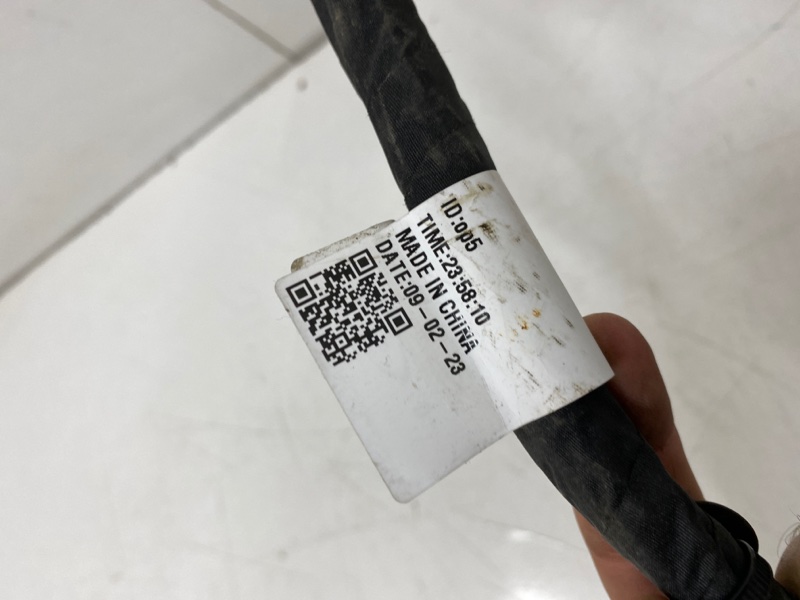 ID:op5
TIME:23:58:10
MADE IN CHINA
DATE:09-02-23